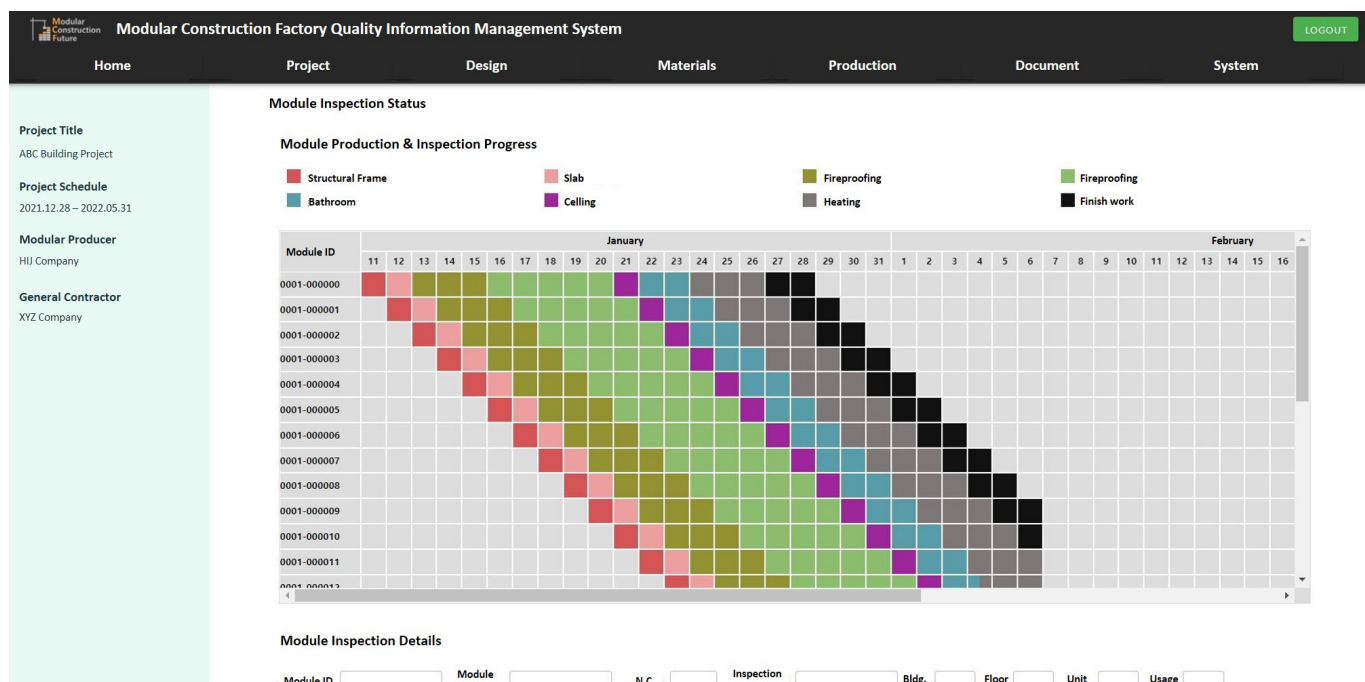 Modular
Construction
Future
Modular Construction Factory Quality Information Management System
LOGOUT
Home Project Design Materials Production Document System
Project Title
ABC Building Project
Project Schedule
2021.12.28 – 2022.05.31
Modular Producer
HIJ Company
General Contractor
XYZ Company
Module Inspection Status
Module Production & Inspection Progress
Structural Frame Slab Fireproofing Fireproofing
Bathroom Celling Heating Finish work
Module ID January February
11 12 13 14 15 16 17 18 19 20 21 22 23 24 25 26 27 28 29 30 31 1 2 3 4 5 6 7 8 9 10 11 12 13 14 15 16
0001-000000
0001-000001
0001-000002
0001-000003
0001-000004
0001-000005
0001-000006
0001-000007
0001-000008
0001-000009
0001-000010
0001-000011
0001-000012
Module Inspection Details
Module ID Module N.C. Inspection Bldg. Floor Unit Usage